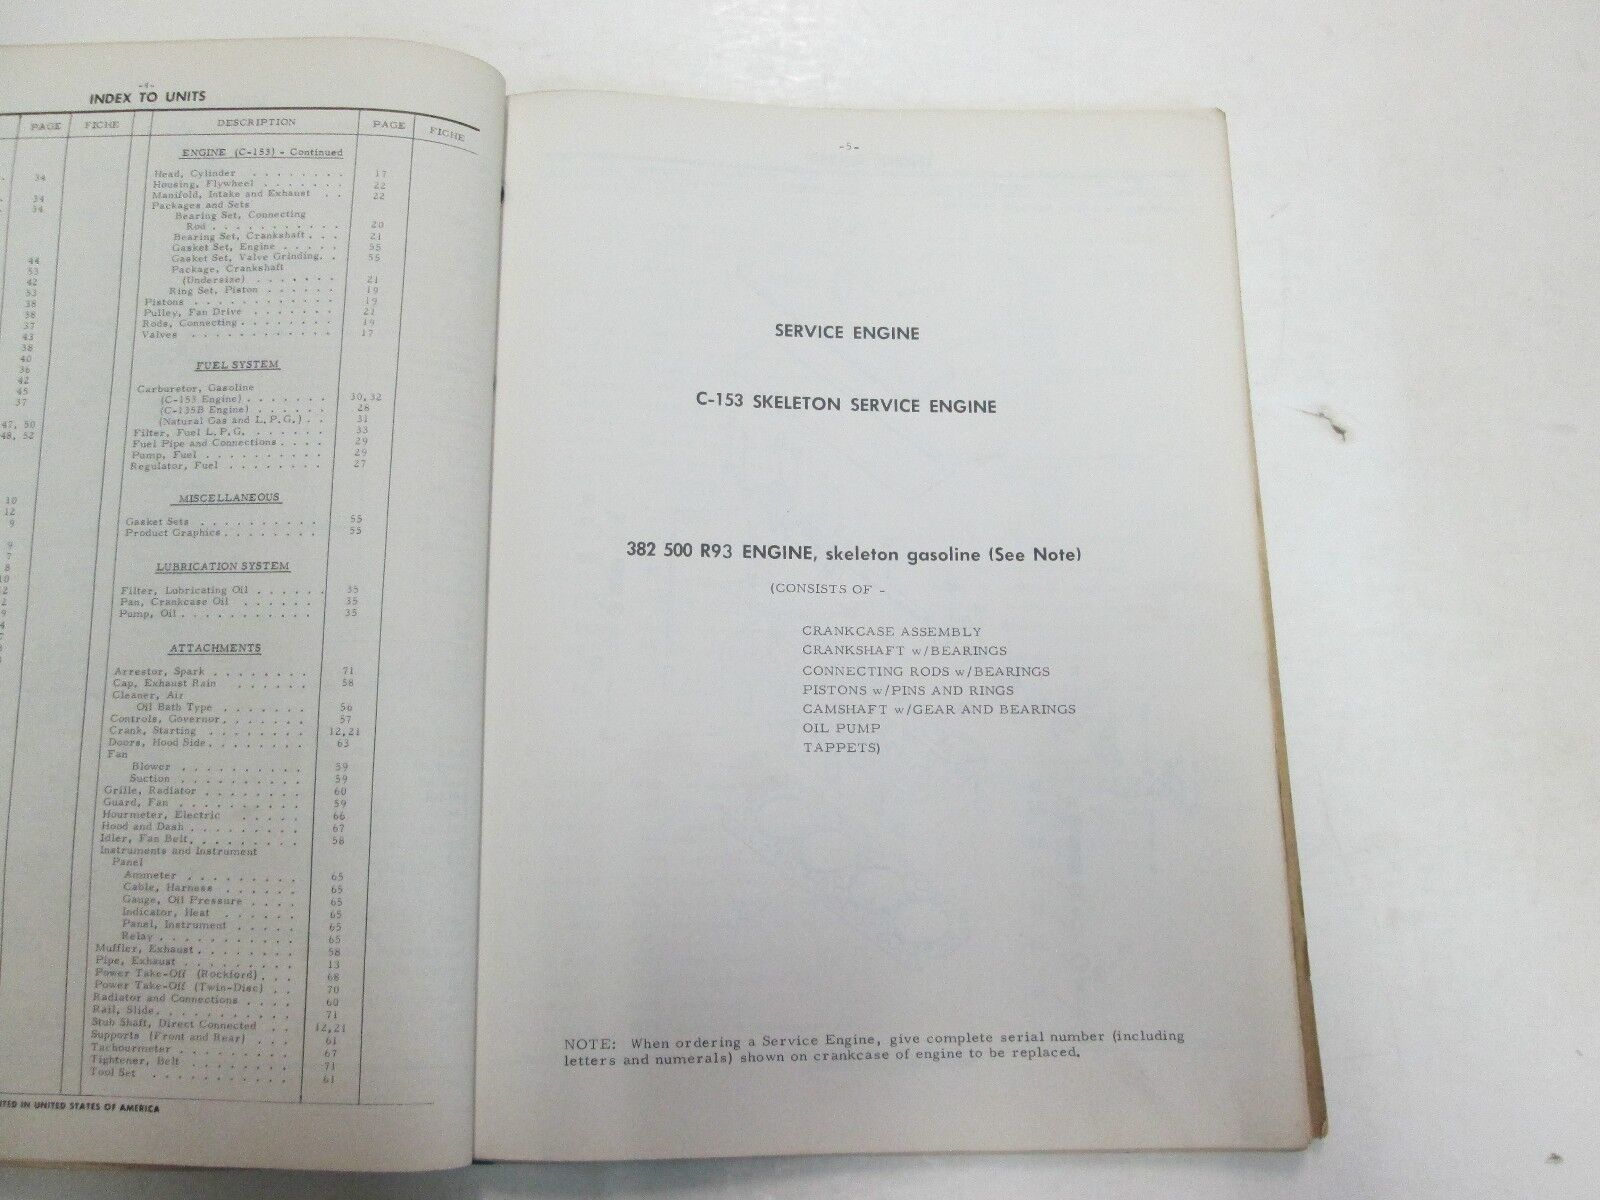 -4-
INDEX TO UNITS
PAGE FICHE DESCRIPTION PAGE FICHE
34
34
34
44
53
42
53
38
38
37
43
38
40
36
42
45
37
47, 50
48, 52
10
12
9
9
7
8
10
ENGINE (C-153) - Continued
Head, Cylinder . . . . . . . . 17
Housing, Flywheel . . . . . . . 22
Manifold, Intake and Exhaust . . 22
Packages and Sets
Bearing Set, Connecting
Rod . . . . . . . . . . . 20
Bearing Set, Crankshaft . . . 21
Gasket Set, Engine . . . . . 55
Gasket Set, Valve Grinding. . 55
Package, Crankshaft
(Undersize) . . . . . . . 21
Ring Set, Piston . . . . . . 19
Pistons . . . . . . . . . . . . 19
Pulley, Fan Drive . . . . . . . 21
Rods, Connecting . . . . . . . . 19
Valves . . . . . . . . . . . . 17
FUEL SYSTEM
Carburetor, Gasoline
(C-153 Engine) . . . . . . . 30, 32
(C-135B Engine) . . . . . . 28
(Natural Gas and L.P.G.) . . 31
Filter, Fuel L.P.G. . . . . . . 33
Fuel Pipe and Connections . . . . 29
Pump, Fuel . . . . . . . . . . 29
Regulator, Fuel . . . . . . . . 27
MISCELLANEOUS
Gasket Sets . . . . . . . . . . 55
Product Graphics . . . . . . . . 55
LUBRICATION SYSTEM
Filter, Lubricating Oil . . . . . . 35
Pan, Crankcase Oil . . . . . . 35
Pump, Oil . . . . . . . . . . . 35
ATTACHMENTS
Arrestor, Spark . . . . . . . . 71
Cap, Exhaust Rain . . . . . . 58
Cleaner, Air
Oil Bath Type . . . . . . . 56
Controls, Governor . . . . . . . 57
Crank, Starting . . . . . . . . 12,21
Doors, Hood Side . . . . . . . . 63
Fan
Blower . . . . . . . . . . 59
Suction . . . . . . . . . . 59
Grille, Radiator . . . . . . . . 60
Guard, Fan . . . . . . . . . . 59
Hourmeter, Electric . . . . . 66
Hood and Dash . . . . . . . . . 67
Idler, Fan Belt . . . . . . . . . 58
Instruments and Instrument
Panel
Ammeter . . . . . . . . . 65
Cable, Harness . . . . . . 65
Gauge, Oil Pressure . . . . 65
Indicator, Heat . . . . . . 65
Panel, Instrument . . . . . 65
Relay . . . . . . . . . . . 65
Muffler, Exhaust . . . . . . . . 58
Pipe, Exhaust . . . . . . . . . 13
Power Take-Off (Rockford) . . . 68
Power Take-Off (Twin-Disc) . . 70
Radiator and Connections . . . . 60
Rail, Slide . . . . . . . . . . . 71
Stub Shaft, Direct Connected . . 12,21
Supports (Front and Rear) . . . 61
Tachourmeter . . . . . . . . . 67
Tightener, Belt . . . . . . . . 71
Tool Set . . . . . . . . . . . 61
IN UNITED STATES OF AMERICA
-5-
SERVICE ENGINE
C-153 SKELETON SERVICE ENGINE
382 500 R93 ENGINE, skeleton gasoline (See Note)
(CONSISTS OF -
CRANKCASE ASSEMBLY
CRANKSHAFT w/BEARINGS
CONNECTING RODS w/BEARINGS
PISTONS w/PINS AND RINGS
CAMSHAFT w/GEAR AND BEARINGS
OIL PUMP
TAPPETS)
NOTE: When ordering a Service Engine, give complete serial number (including
letters and numerals) shown on crankcase of engine to be replaced.